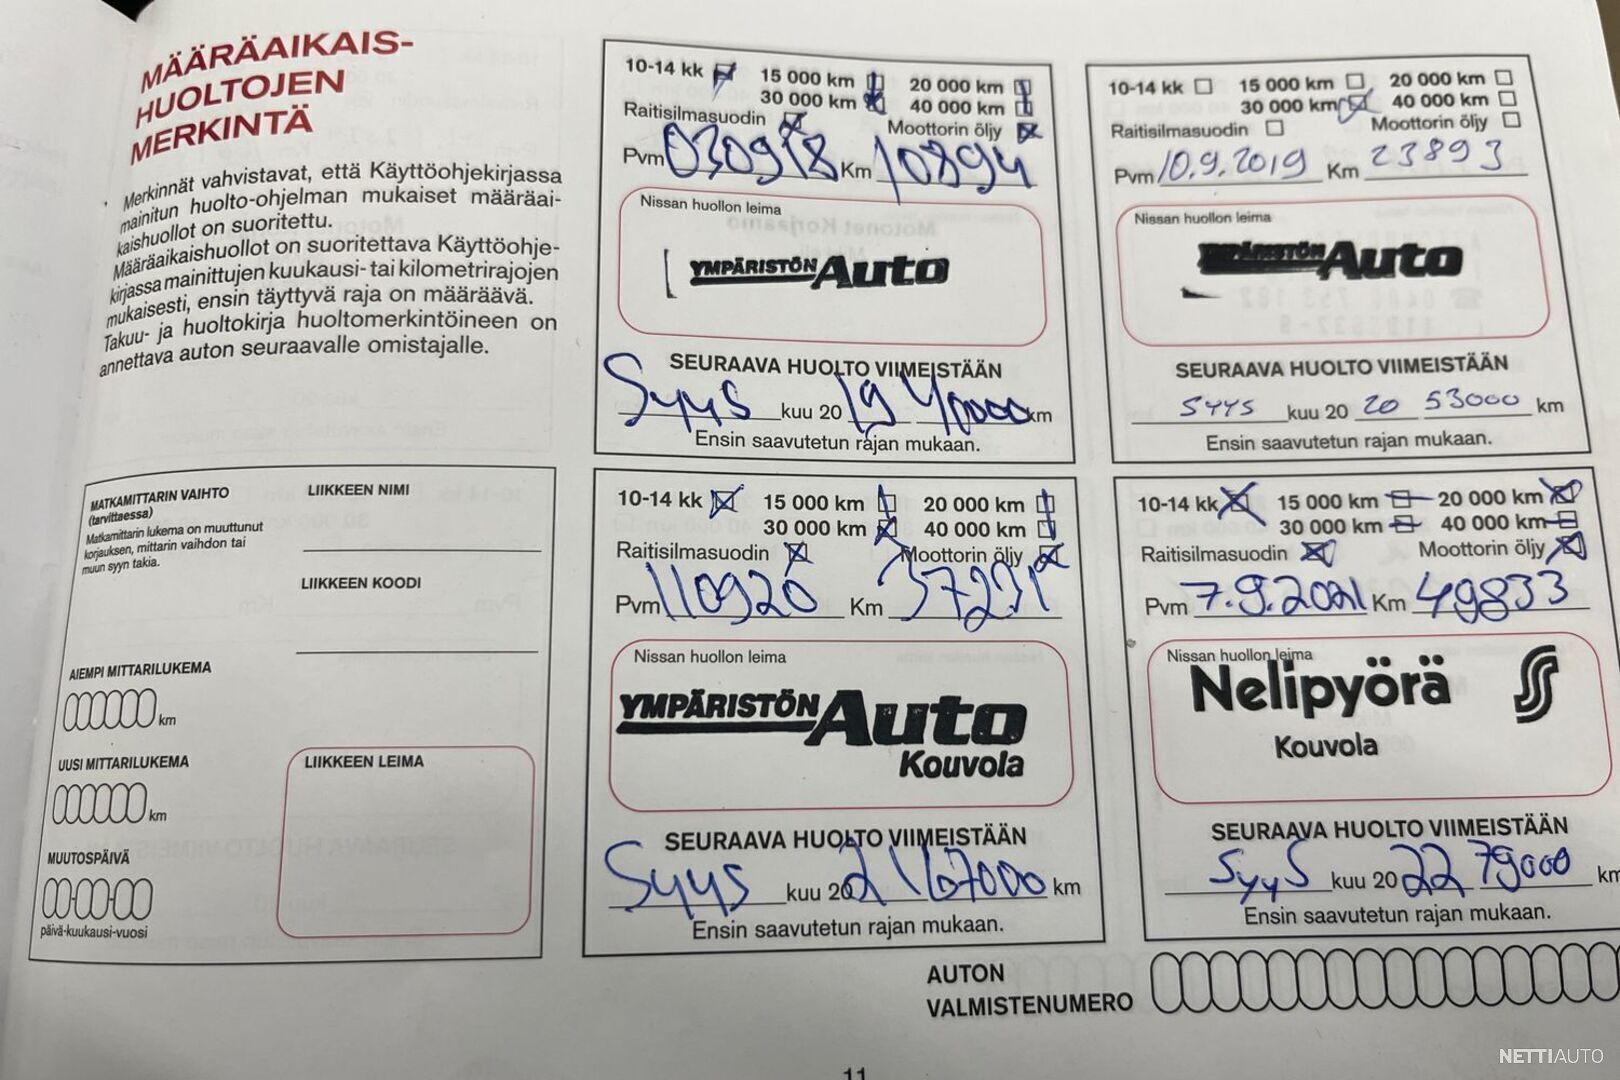 MÄÄRÄAIKAIS-
HUOLTOJEN
MERKINTÄ
Merkinnät vahvistavat, että Käyttöohjekirjassa
mainitun huolto-ohjelman mukaiset määräai-
kaishuollot on suoritettu.
Määräaikaishuollot on suoritettava Käyttöohje-
kirjassa mainittujen kuukausi- tai kilometrirajojen
mukaisesti, ensin täyttyvä raja on määräävä.
Takuu- ja huoltokirja huoltomerkintöineen on
annettava auton seuraavalle omistajalle.
MATKAMITTARIN VAIHTO
(tarvittaessa)
Matkamittarin lukema on muuttunut
korjauksen, mittarin vaihdon tai
muun syyn takia.
LIIKKEEN NIMI
LIIKKEEN KOODI
AIEMPI MITTARILUKEMA
km
UUSI MITTARILUKEMA
km
MUUTOSPÄIVÄ
päivä-kuukausi-vuosi
LIIKKEEN LEIMA
10-14 kk 15 000 km 20 000 km
30 000 km 40 000 km
Raitisilmasuodin Moottorin öljy
Pvm 030918 Km 10894
Nissan huollon leima
YMPÄRISTÖN Auto
SEURAAVA HUOLTO VIIMEISTÄÄN
Syys kuu 20 19 40000 km
Ensin saavutetun rajan mukaan.
10-14 kk 15 000 km 20 000 km
30 000 km 40 000 km
Raitisilmasuodin Moottorin öljy
Pvm 10.9.2019 Km 23893
Nissan huollon leima
YMPÄRISTÖN Auto
SEURAAVA HUOLTO VIIMEISTÄÄN
SYYS kuu 20 20 53000 km
Ensin saavutetun rajan mukaan.
10-14 kk 15 000 km 20 000 km
30 000 km 40 000 km
Raitisilmasuodin Moottorin öljy
Pvm 110920 Km 37231
Nissan huollon leima
YMPÄRISTÖN Auto
Kouvola
SEURAAVA HUOLTO VIIMEISTÄÄN
Syys kuu 20 21 67000 km
Ensin saavutetun rajan mukaan.
10-14 kk 15 000 km 20 000 km
30 000 km 40 000 km
Raitisilmasuodin Moottorin öljy
Pvm 7.9.2021 Km 49833
Nissan huollon leima
Nelipyörä
Kouvola
SEURAAVA HUOLTO VIIMEISTÄÄN
Syys kuu 20 22 79000 km
Ensin saavutetun rajan mukaan.
AUTON
VALMISTENUMERO
11
NETTIAUTO